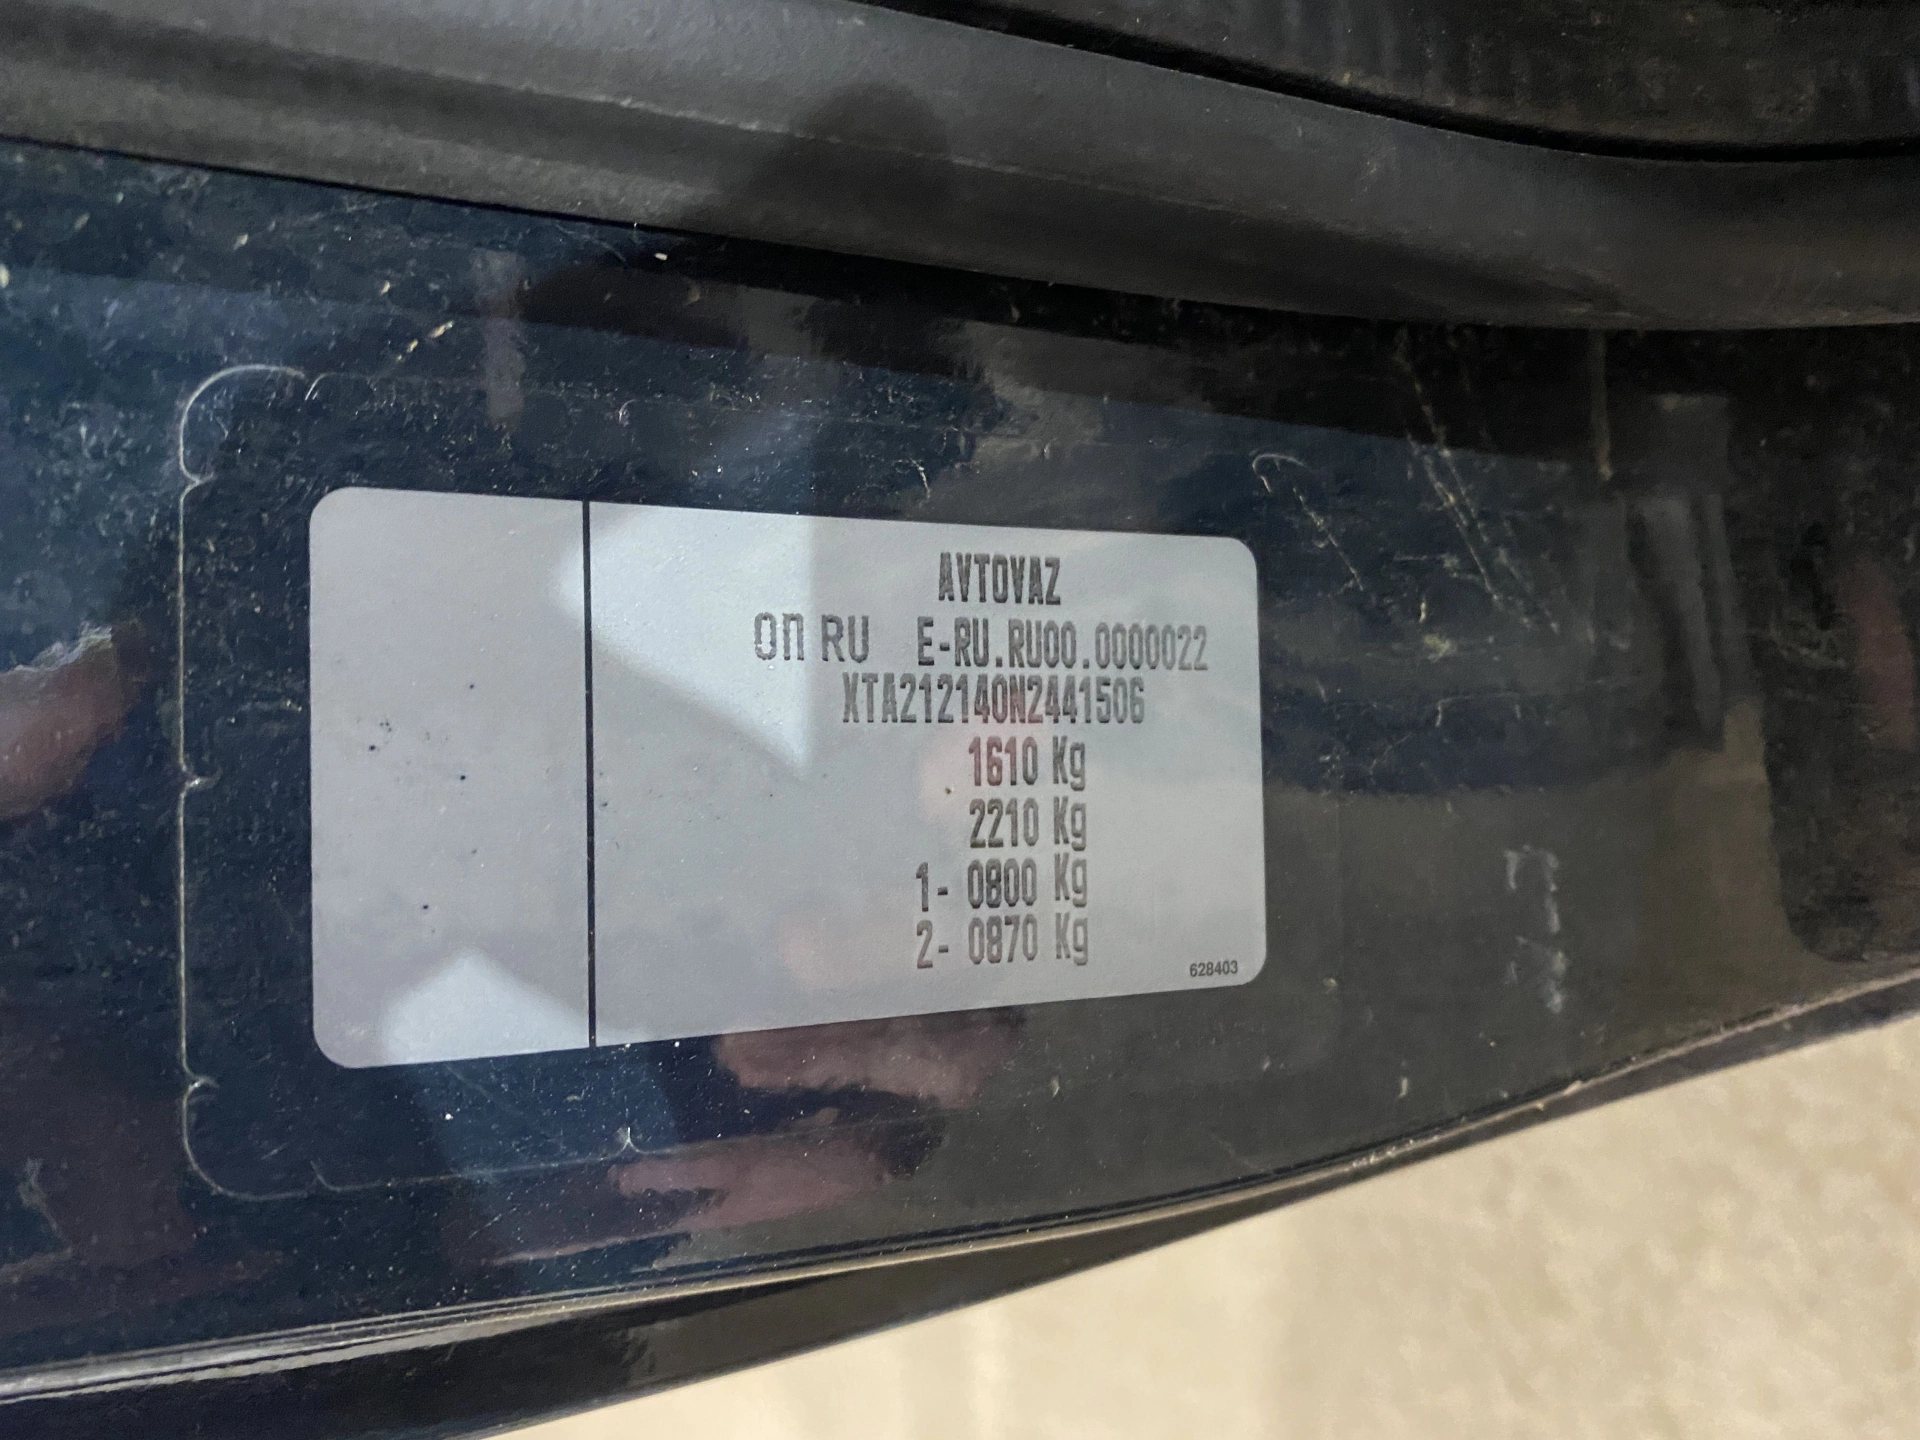 AVTOVAZ
ОП RU E-RU.RU00.0000022
XTA212140N2441506
1610 Kg
2210 Kg
1- 0800 Kg
2- 0870 Kg
628403